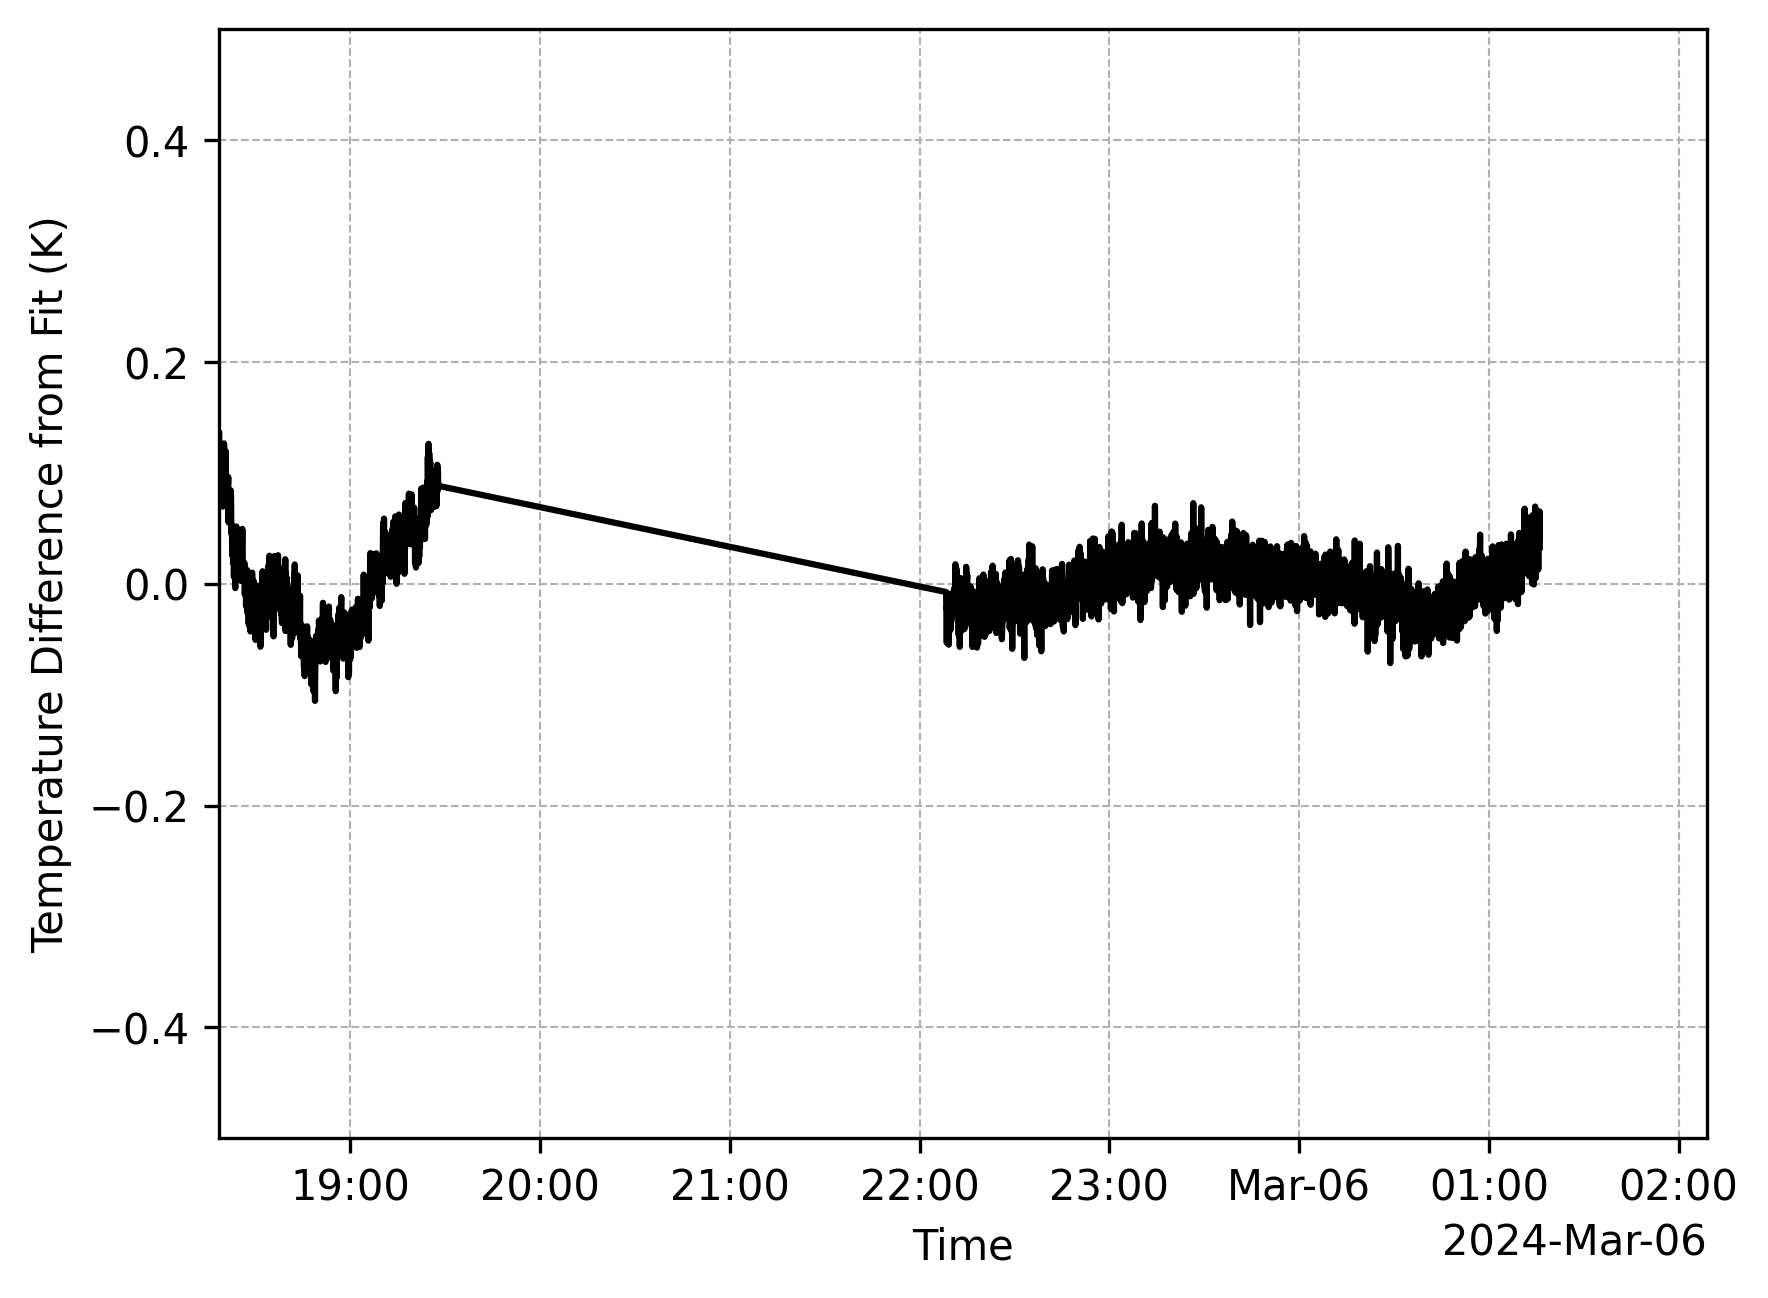 Temperature Difference from Fit (K)
0.4
0.2
0.0
−0.2
−0.4
19:00 20:00 21:00 22:00 23:00 Mar-06 01:00 02:00
Time
2024-Mar-06